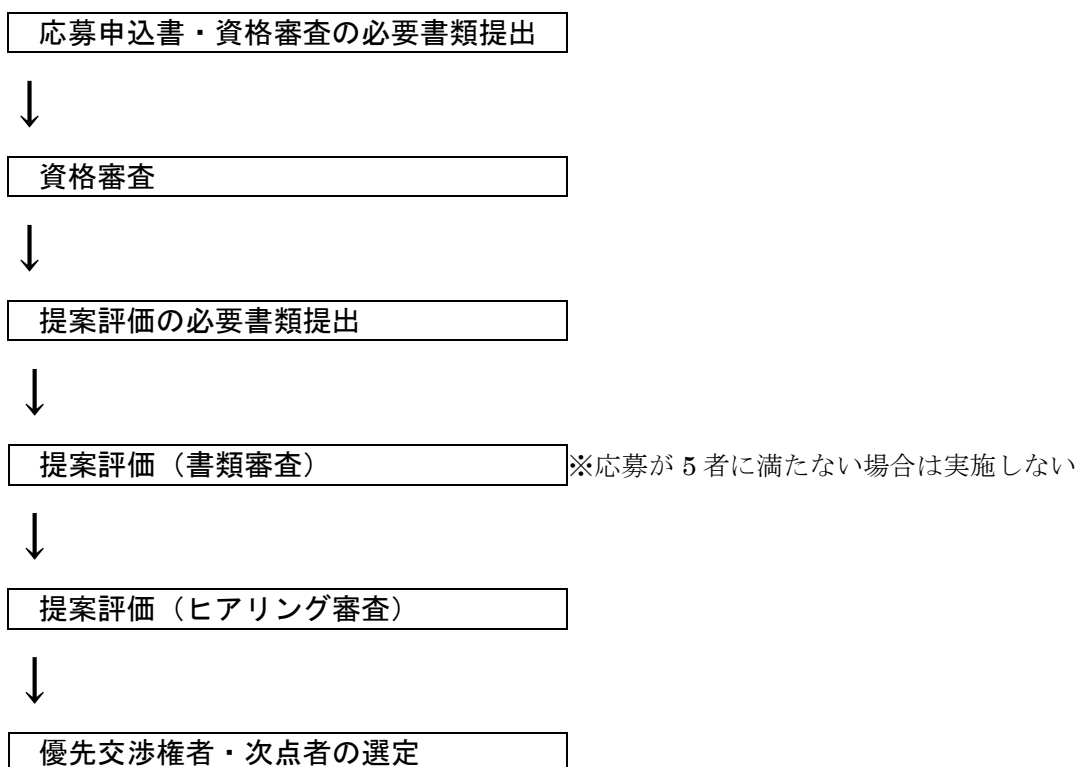 応募申込書・資格審査の必要書類提出
↓
資格審査
↓
提案評価の必要書類提出
↓
提案評価（書類審査） ※応募が 5 者に満たない場合は実施しない
↓
提案評価（ヒアリング審査）
↓
優先交渉権者・次点者の選定